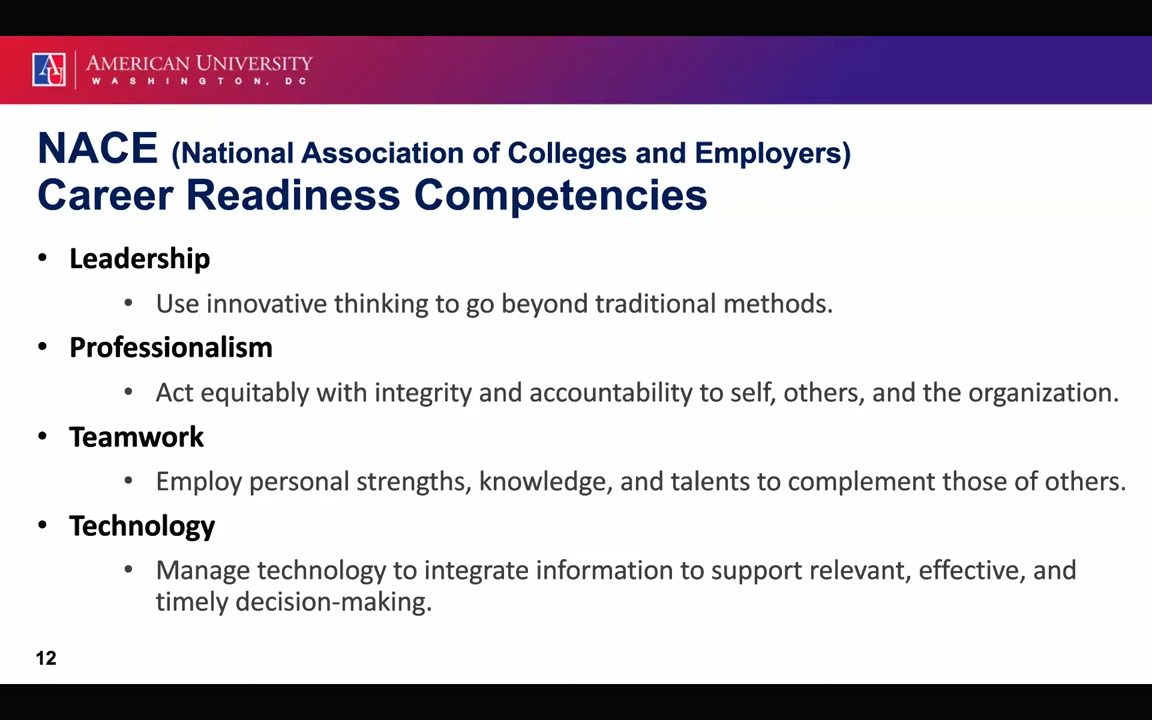 AMERICAN UNIVERSITY
WASHINGTON, DC
NACE (National Association of Colleges and Employers)
Career Readiness Competencies
• Leadership
• Use innovative thinking to go beyond traditional methods.
• Professionalism
• Act equitably with integrity and accountability to self, others, and the organization.
• Teamwork
• Employ personal strengths, knowledge, and talents to complement those of others.
• Technology
• Manage technology to integrate information to support relevant, effective, and
timely decision-making.
12